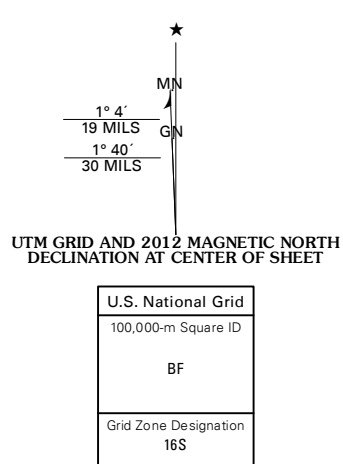 ★
MN
1° 4´
19 MILS
GN
1° 40´
30 MILS
UTM GRID AND 2012 MAGNETIC NORTH
DECLINATION AT CENTER OF SHEET
U.S. National Grid
100,000-m Square ID
BF
Grid Zone Designation
16S